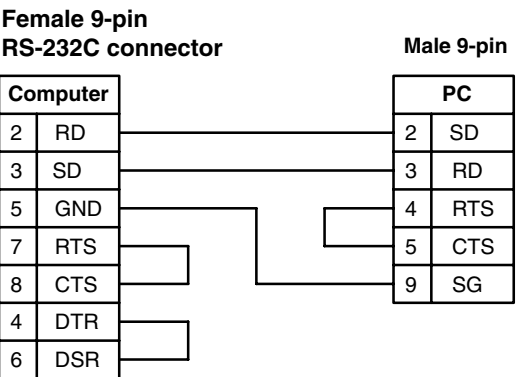 Female 9-pin
RS-232C connector
Male 9-pin
Computer
2 RD
3 SD
5 GND
7 RTS
8 CTS
4 DTR
6 DSR
PC
2 SD
3 RD
4 RTS
5 CTS
9 SG